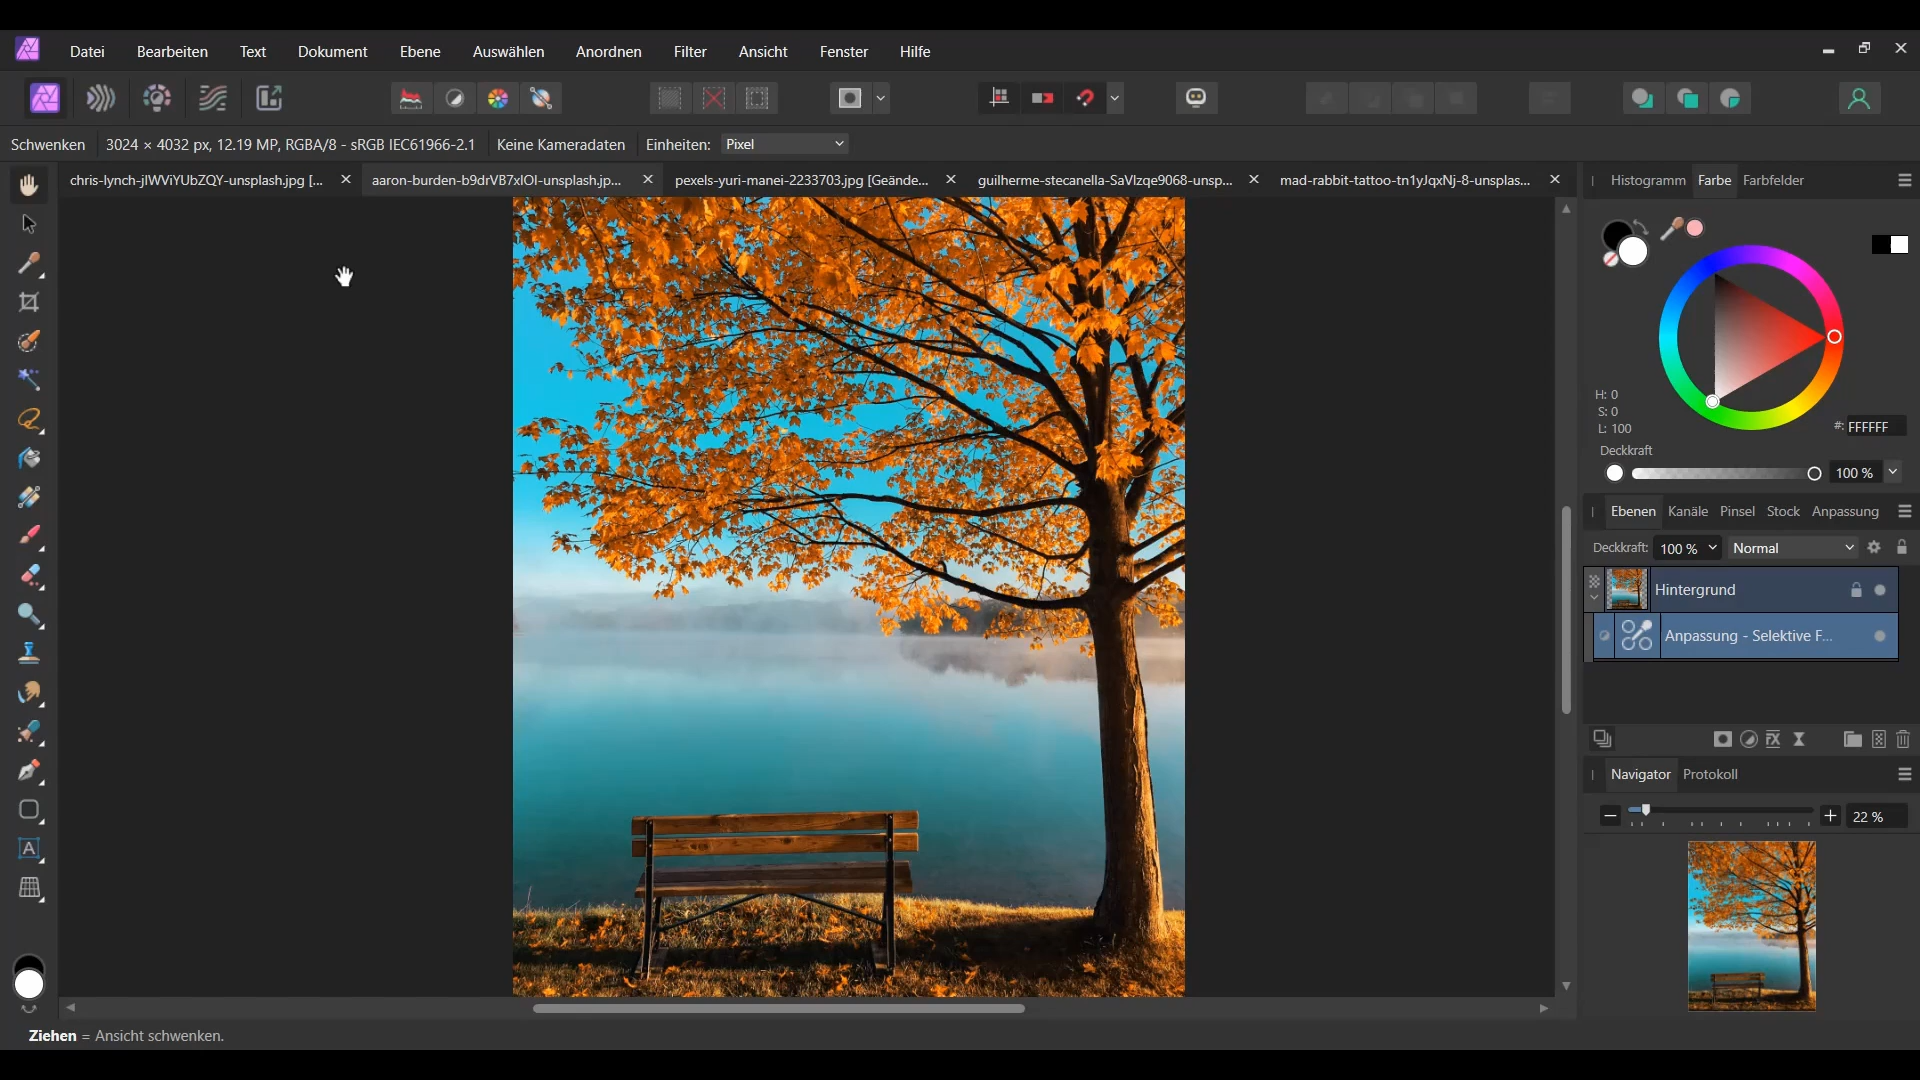 Datei Bearbeiten Text Dokument Ebene Auswählen Anordnen Filter Ansicht Fenster Hilfe
Schwenken 3024 × 4032 px, 12.19 MP, RGBA/8 - sRGB IEC61966-2.1 Keine Kameradaten Einheiten: Pixel
chris-lynch-jIWViYUbZQY-unsplash.jpg [... aaron-burden-b9drVB7xIOI-unsplash.jp... pexels-yuri-manei-2233703.jpg [Geände... guilherme-stecanella-SaVlzqe9068-unsp... mad-rabbit-tattoo-tn1yJqxNj-8-unsplas...
Histogramm Farbe Farbfelder
H: 0
S: 0
L: 100
#: FFFFFF
Deckkraft
100 %
Ebenen Kanäle Pinsel Stock Anpassung
Deckkraft: 100 % Normal
Hintergrund
Anpassung - Selektive F...
Navigator Protokoll
22 %
Ziehen = Ansicht schwenken.